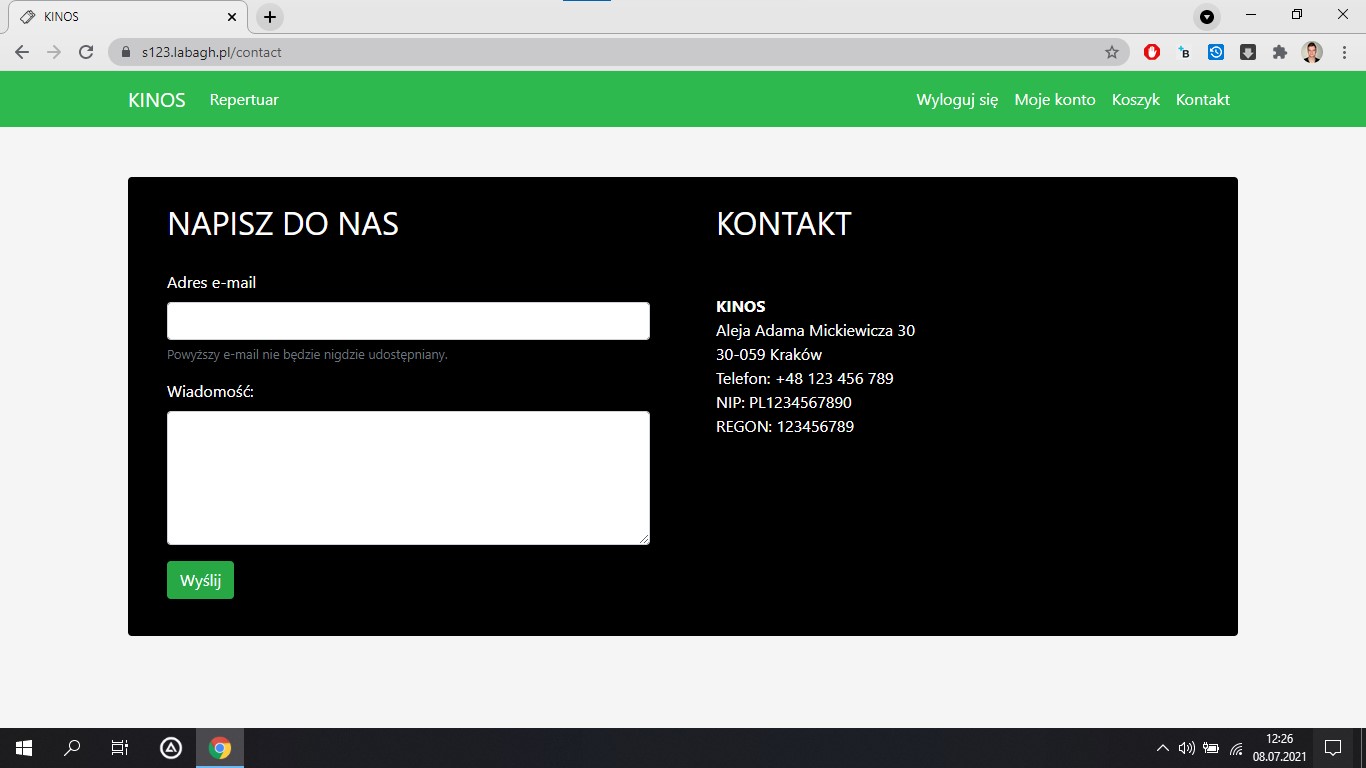 KINOS
s123.labagh.pl/contact
KINOS Repertuar Wyloguj się Moje konto Koszyk Kontakt
NAPISZ DO NAS
Adres e-mail
Powyższy e-mail nie będzie nigdzie udostępniany.
Wiadomość:
Wyślij
KONTAKT
KINOS
Aleja Adama Mickiewicza 30
30-059 Kraków
Telefon: +48 123 456 789
NIP: PL1234567890
REGON: 123456789
12:26
08.07.2021